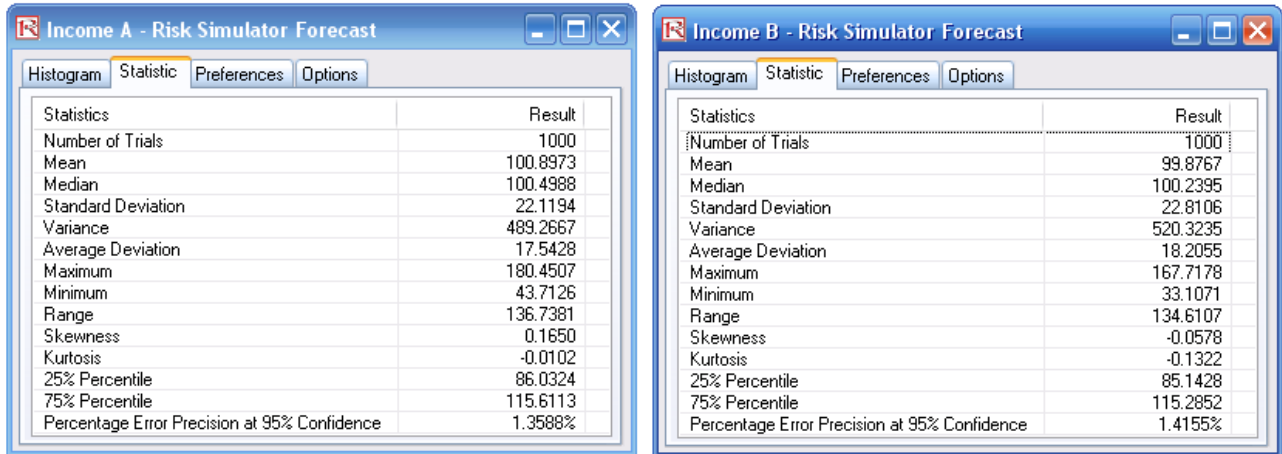 Income A - Risk Simulator Forecast
Histogram Statistic Preferences Options
Statistics Result
Number of Trials 1000
Mean 100.8973
Median 100.4988
Standard Deviation 22.1194
Variance 489.2667
Average Deviation 17.5428
Maximum 180.4507
Minimum 43.7126
Range 136.7381
Skewness 0.1650
Kurtosis -0.0102
25% Percentile 86.0324
75% Percentile 115.6113
Percentage Error Precision at 95% Confidence 1.3588%
Income B - Risk Simulator Forecast
Histogram Statistic Preferences Options
Statistics Result
Number of Trials 1000
Mean 99.8767
Median 100.2395
Standard Deviation 22.8106
Variance 520.3235
Average Deviation 18.2055
Maximum 167.7178
Minimum 33.1071
Range 134.6107
Skewness -0.0578
Kurtosis -0.1322
25% Percentile 85.1428
75% Percentile 115.2852
Percentage Error Precision at 95% Confidence 1.4155%